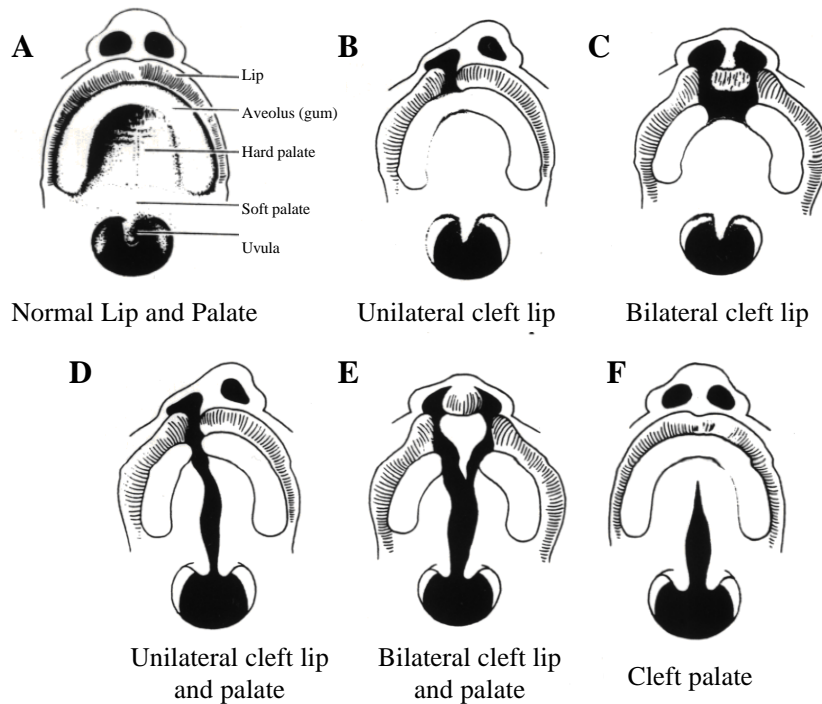 A
B
C
Lip
Aveolus (gum)
Hard palate
Soft palate
Uvula
Normal Lip and Palate
Unilateral cleft lip
Bilateral cleft lip
D
E
F
Unilateral cleft lip
and palate
Bilateral cleft lip
and palate
Cleft palate